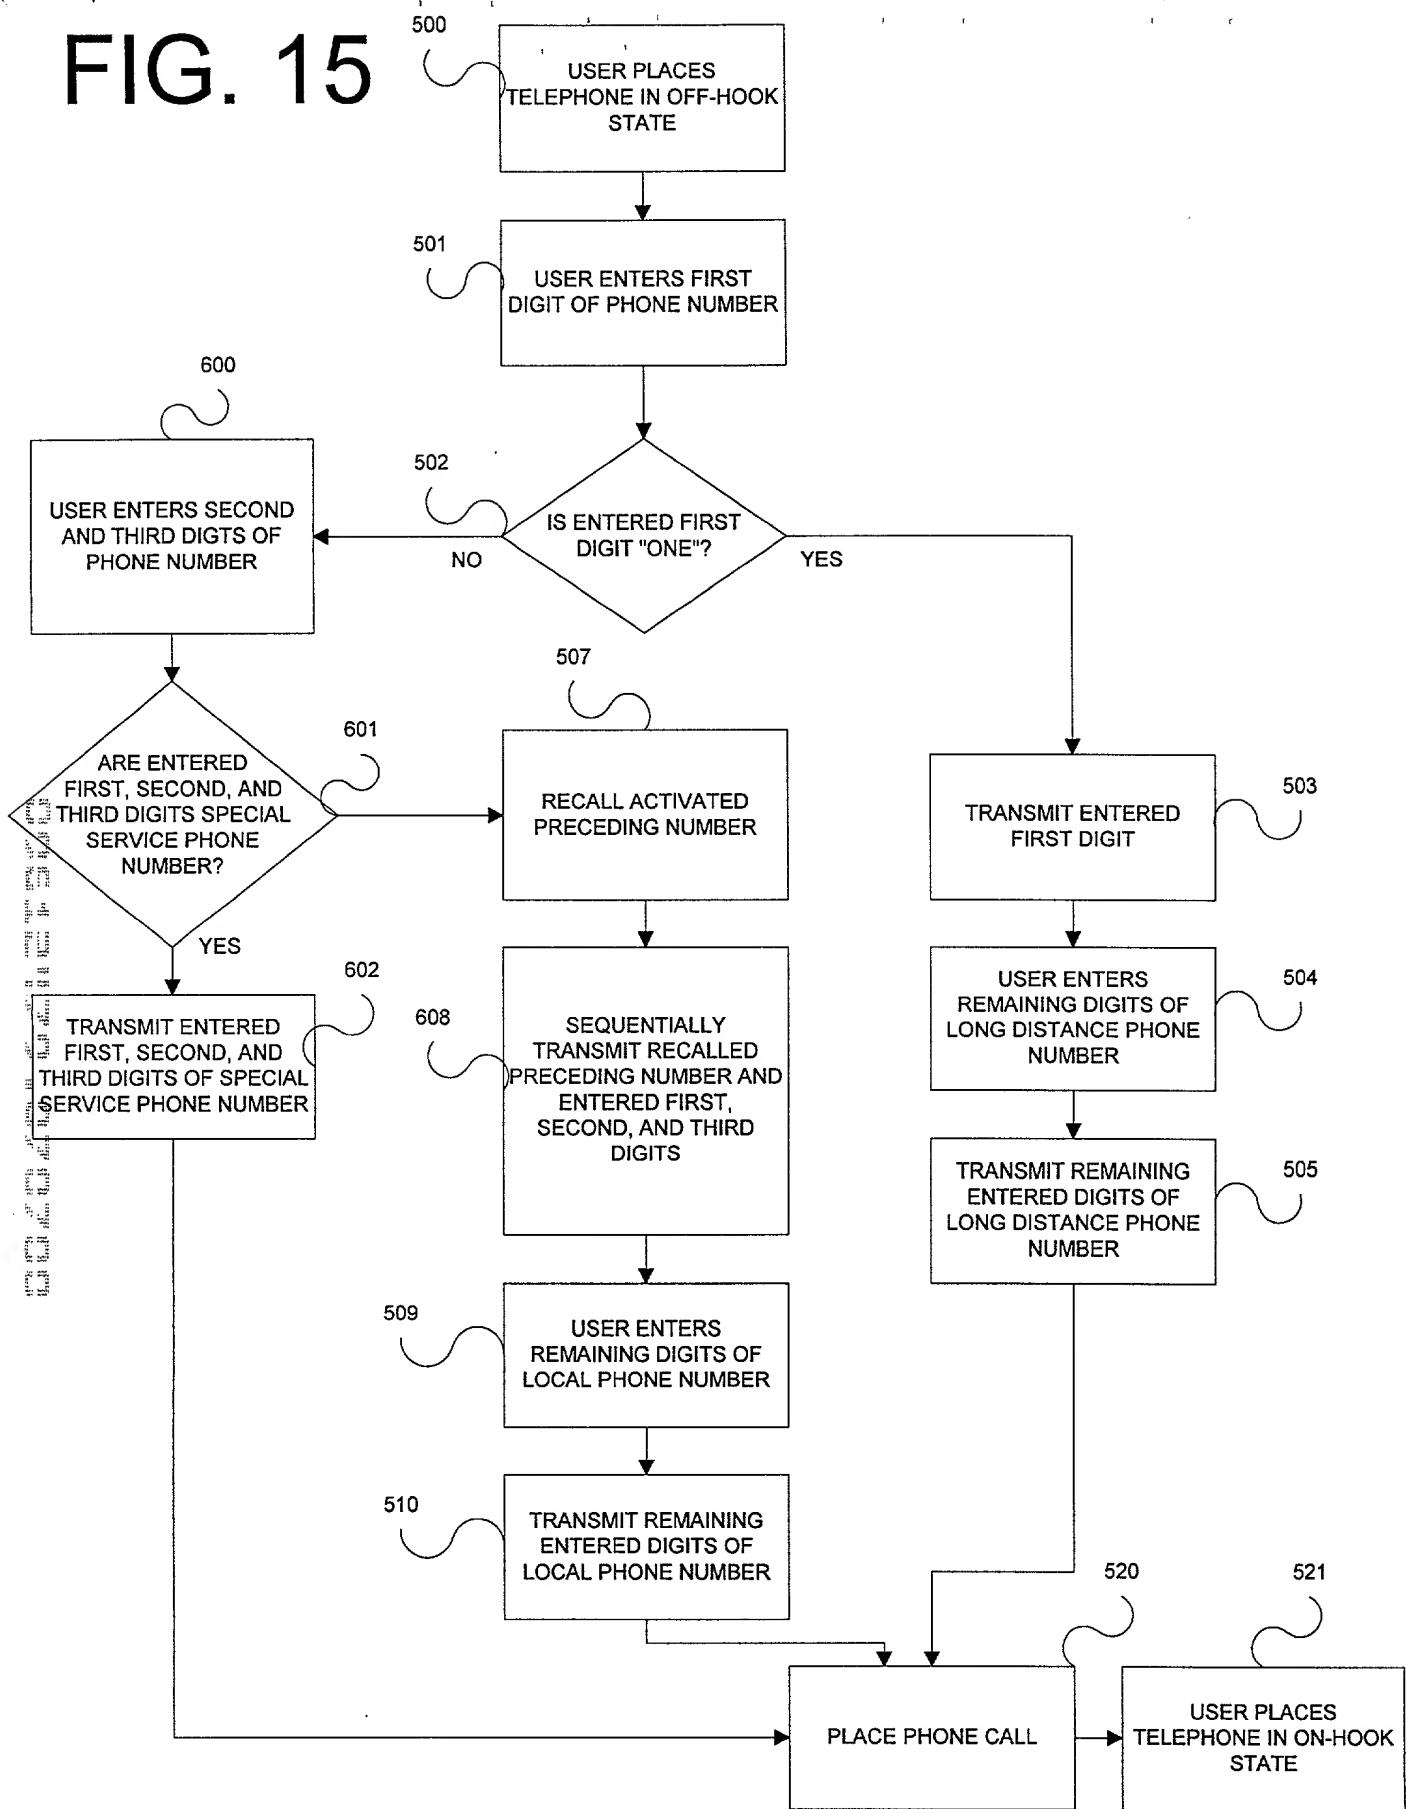 FIG. 15
500
USER PLACES
TELEPHONE IN OFF-HOOK
STATE
501
USER ENTERS FIRST
DIGIT OF PHONE NUMBER
600
USER ENTERS SECOND
AND THIRD DIGTS OF
PHONE NUMBER
502
IS ENTERED FIRST
DIGIT "ONE"?
NO
YES
507
601
ARE ENTERED
FIRST, SECOND, AND
THIRD DIGITS SPECIAL
SERVICE PHONE
NUMBER?
YES
RECALL ACTIVATED
PRECEDING NUMBER
503
TRANSMIT ENTERED
FIRST DIGIT
602
TRANSMIT ENTERED
FIRST, SECOND, AND
THIRD DIGITS OF SPECIAL
SERVICE PHONE NUMBER
608
SEQUENTIALLY
TRANSMIT RECALLED
PRECEDING NUMBER AND
ENTERED FIRST,
SECOND, AND THIRD
DIGITS
504
USER ENTERS
REMAINING DIGITS OF
LONG DISTANCE PHONE
NUMBER
505
TRANSMIT REMAINING
ENTERED DIGITS OF
LONG DISTANCE PHONE
NUMBER
509
USER ENTERS
REMAINING DIGITS OF
LOCAL PHONE NUMBER
510
TRANSMIT REMAINING
ENTERED DIGITS OF
LOCAL PHONE NUMBER
520
PLACE PHONE CALL
521
USER PLACES
TELEPHONE IN ON-HOOK
STATE